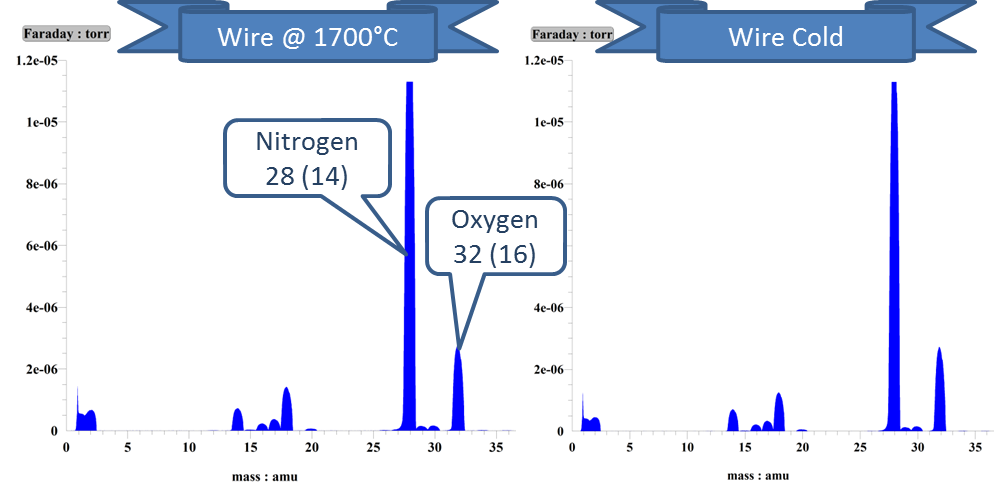 Faraday : torr
Wire @ 1700°C
1.2e-05
1e-05
8e-06
6e-06
4e-06
2e-06
0
Nitrogen
28 (14)
Oxygen
32 (16)
0 5 10 15 20 25 30 35
mass : amu
Faraday : torr
Wire Cold
1.2e-05
1e-05
8e-06
6e-06
4e-06
2e-06
0
0 5 10 15 20 25 30 35
mass : amu